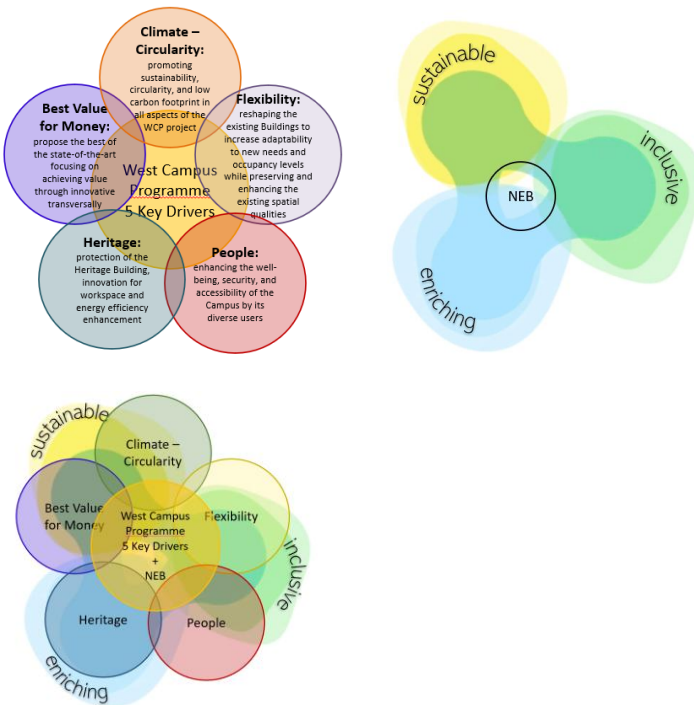 Climate –
Circularity:
promoting
sustainability,
circularity, and low
carbon footprint in
all aspects of the
WCP project
Best Value
for Money:
propose the best of
the state-of-the-art
focusing on
achieving value
through innovative
transversally
Flexibility:
reshaping the
existing Buildings to
increase adaptability
to new needs and
occupancy levels
while preserving and
enhancing the
existing spatial
qualities
West Campus
Programme
5 Key Drivers
Heritage:
protection of the
Heritage Building,
innovation for
workspace and
energy efficiency
enhancement
People:
enhancing the well-
being, security, and
accessibility of the
Campus by its
diverse users
sustainable
inclusive
NEB
enriching
sustainable
Climate –
Circularity
Best Value
for Money
West Campus
Programme
5 Key Drivers
+
NEB
Flexibility
inclusive
Heritage
People
enriching